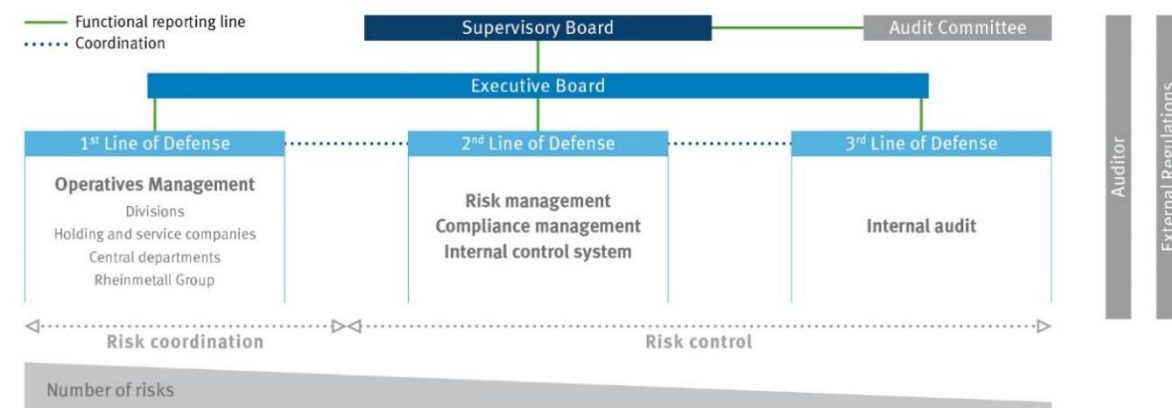 Functional reporting line
Coordination
Supervisory Board
Audit Committee
Executive Board
1st Line of Defense
2nd Line of Defense
3rd Line of Defense
Operatives Management
Divisions
Holding and service companies
Central departments
Rheinmetall Group
Risk management
Compliance management
Internal control system
Internal audit
Risk coordination
Risk control
Number of risks
Auditor
External Regulations